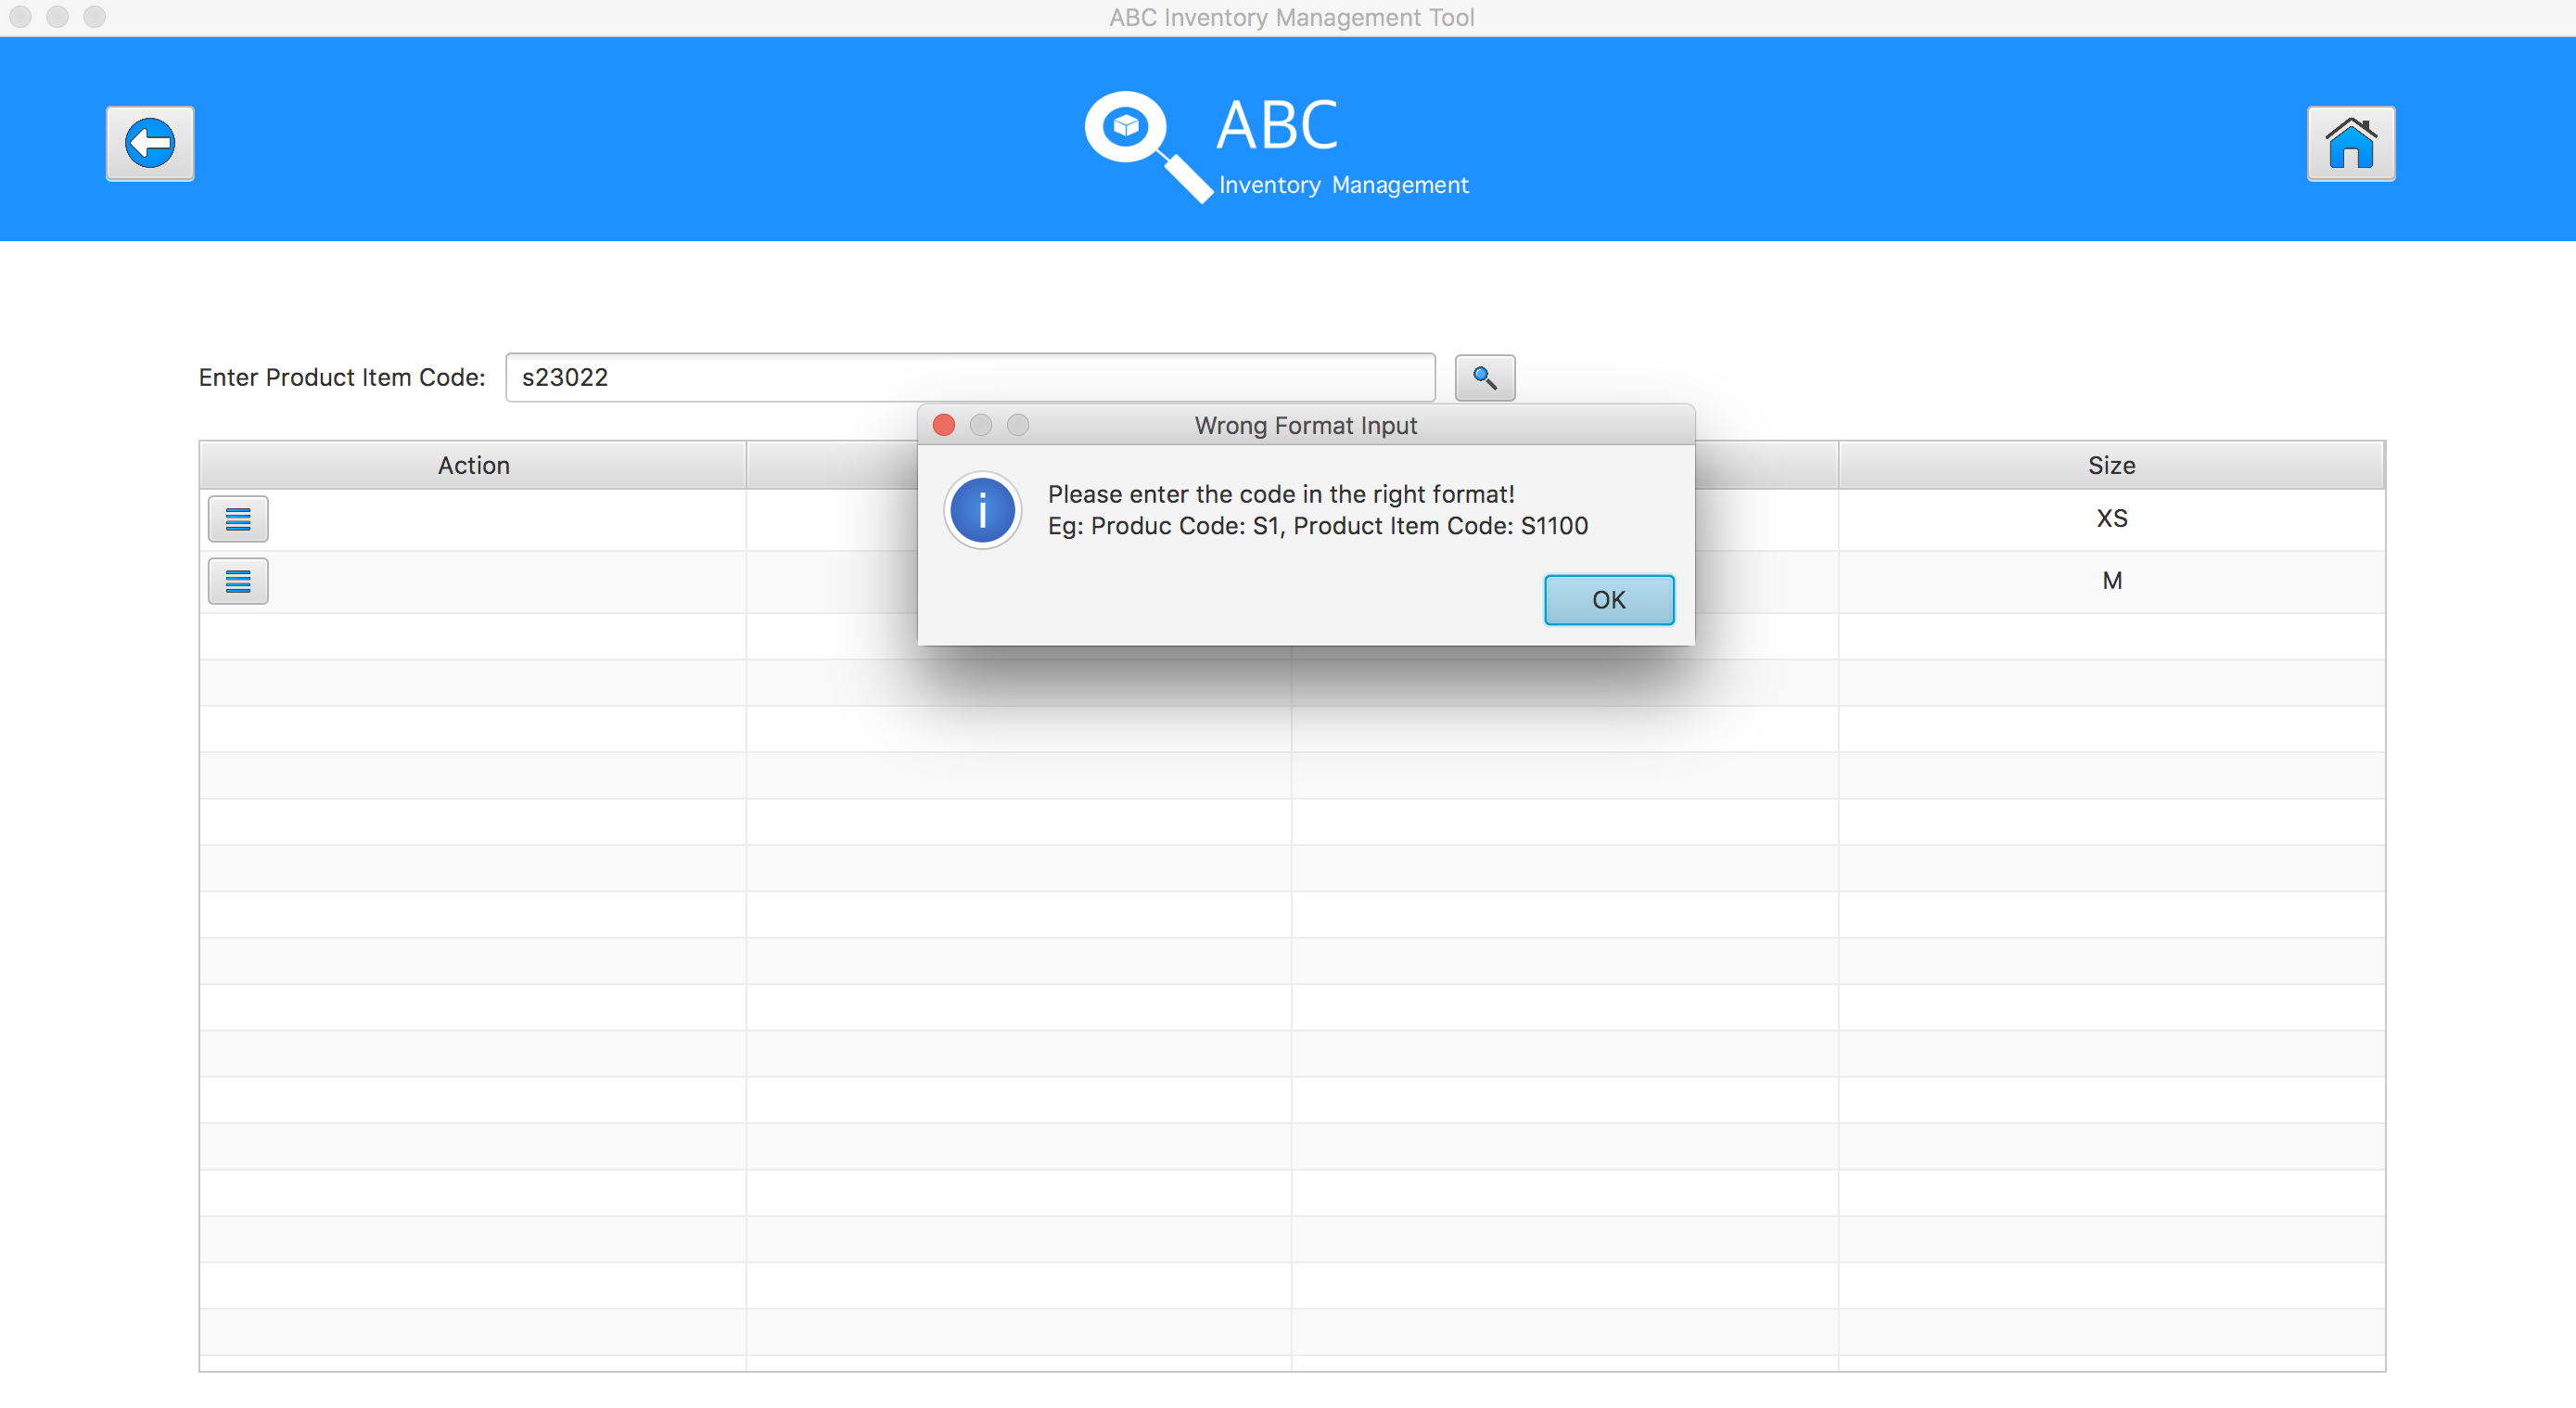 ABC Inventory Management Tool
ABC
Inventory Management
Enter Product Item Code: s23022
Wrong Format Input
Action Size
Please enter the code in the right format!
Eg: Produc Code: S1, Product Item Code: S1100
XS
M
OK